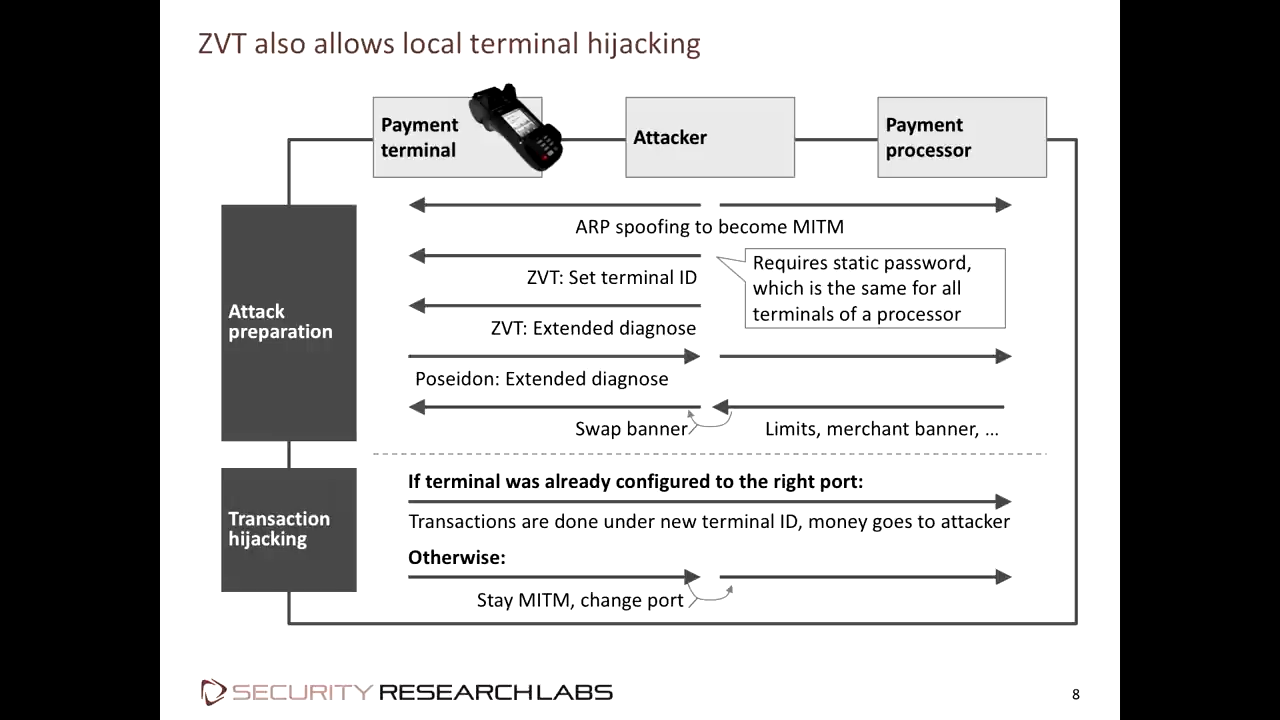 ZVT also allows local terminal hijacking
Payment
terminal
Attacker
Payment
processor
ARP spoofing to become MITM
Requires static password,
which is the same for all
terminals of a processor
ZVT: Set terminal ID
ZVT: Extended diagnose
Attack
preparation
Poseidon: Extended diagnose
Swap banner
Limits, merchant banner, ...
If terminal was already configured to the right port:
Transaction
hijacking
Transactions are done under new terminal ID, money goes to attacker
Otherwise:
Stay MITM, change port
SECURITY RESEARCH LABS
8